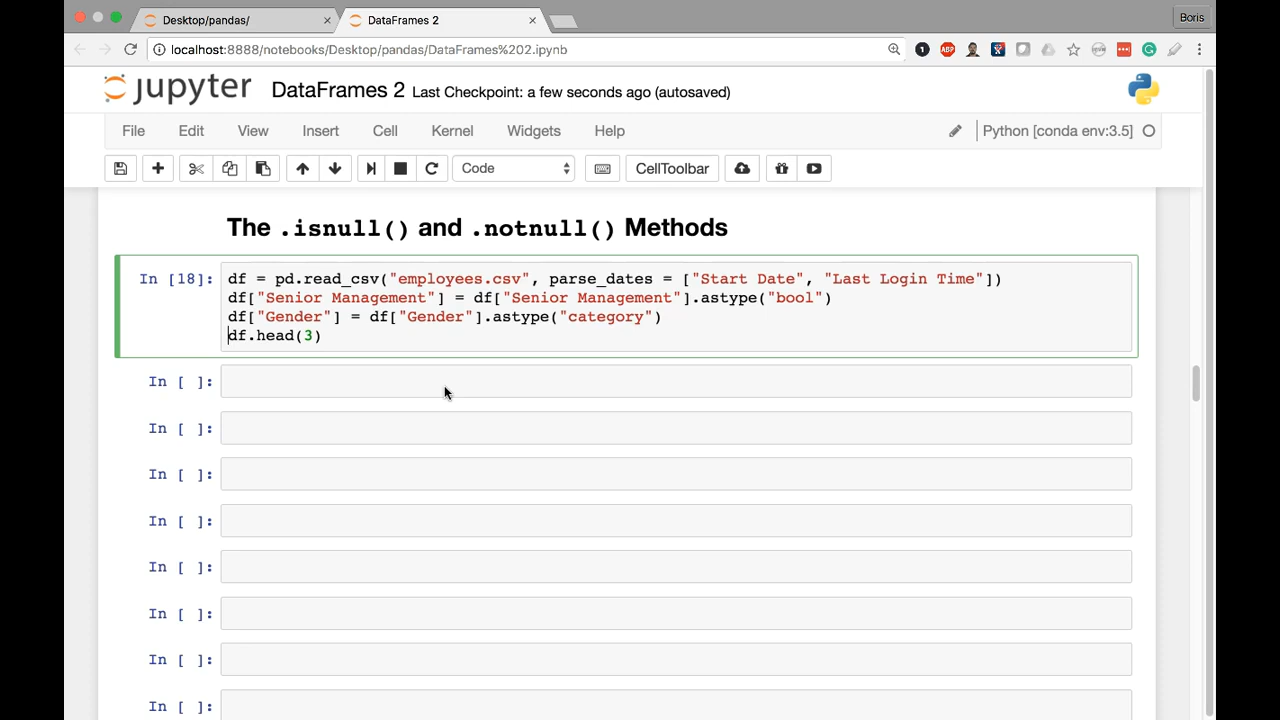 Desktop/pandas/
DataFrames 2
Boris
localhost:8888/notebooks/Desktop/pandas/DataFrames%202.ipynb
jupyter DataFrames 2 Last Checkpoint: a few seconds ago (autosaved)
File Edit View Insert Cell Kernel Widgets Help Python [conda env:3.5]
Code CellToolbar
The .isnull() and .notnull() Methods
In [18]: df = pd.read_csv("employees.csv", parse_dates = ["Start Date", "Last Login Time"])
df["Senior Management"] = df["Senior Management"].astype("bool")
df["Gender"] = df["Gender"].astype("category")
df.head(3)
In [ ]:
In [ ]:
In [ ]:
In [ ]:
In [ ]:
In [ ]:
In [ ]:
In [ ]: